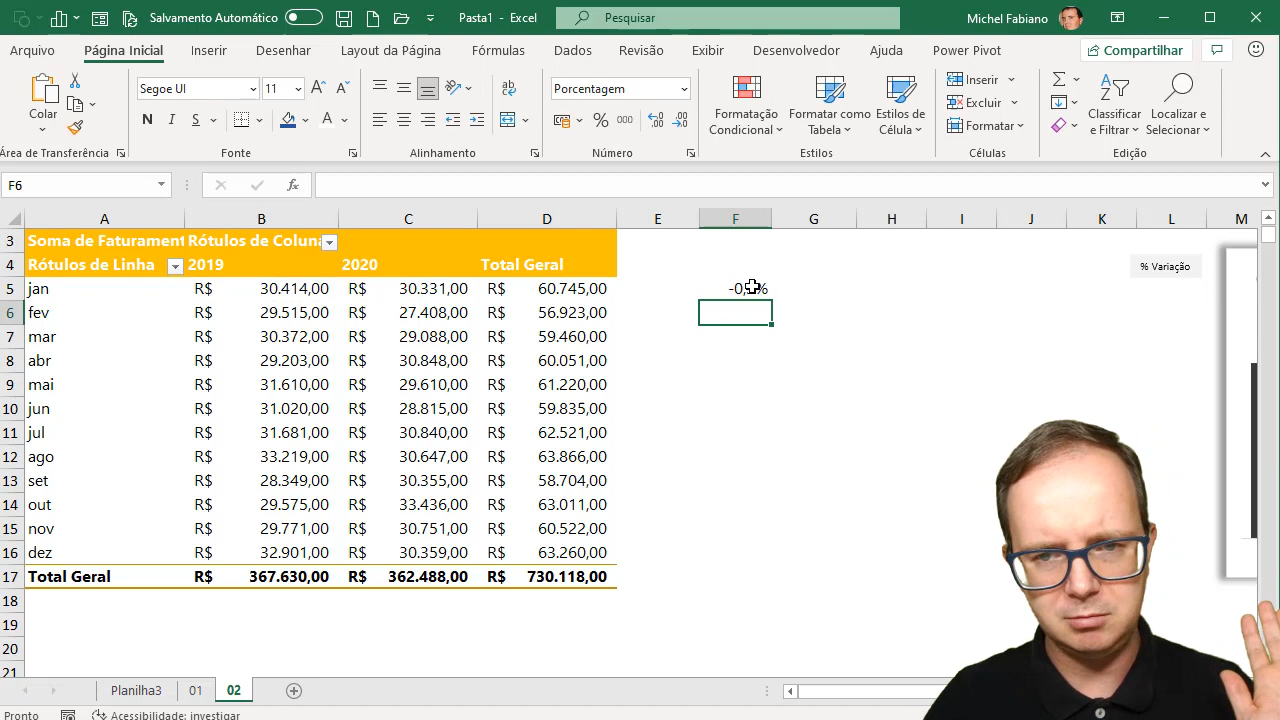 Salvamento Automático
Pasta1 - Excel
Pesquisar
Michel Fabiano
Arquivo Página Inicial Inserir Desenhar Layout da Página Fórmulas Dados Revisão Exibir Desenvolvedor Ajuda Power Pivot Compartilhar
Colar
Segoe UI 11
N I S A
ab
Porcentagem
% 000
Formatação Condicional
Formatar como Tabela
Estilos de Célula
Inserir
Excluir
Formatar
Classificar e Filtrar
Localizar e Selecionar
Área de Transferência Fonte Alinhamento Número Estilos Células Edição
F6 fx
A B C D E F G H I J K L M
3 Soma de Faturament Rótulos de Coluna
4 Rótulos de Linha 2019 2020 Total Geral % Variação
5 jan R$ 30.414,00 R$ 30.331,00 R$ 60.745,00
6 fev R$ 29.515,00 R$ 27.408,00 R$ 56.923,00
7 mar R$ 30.372,00 R$ 29.088,00 R$ 59.460,00
8 abr R$ 29.203,00 R$ 30.848,00 R$ 60.051,00
9 mai R$ 31.610,00 R$ 29.610,00 R$ 61.220,00
10 jun R$ 31.020,00 R$ 28.815,00 R$ 59.835,00
11 jul R$ 31.681,00 R$ 30.840,00 R$ 62.521,00
12 ago R$ 33.219,00 R$ 30.647,00 R$ 63.866,00
13 set R$ 28.349,00 R$ 30.355,00 R$ 58.704,00
14 out R$ 29.575,00 R$ 33.436,00 R$ 63.011,00
15 nov R$ 29.771,00 R$ 30.751,00 R$ 60.522,00
16 dez R$ 32.901,00 R$ 30.359,00 R$ 63.260,00
17 Total Geral R$ 367.630,00 R$ 362.488,00 R$ 730.118,00
18
19
20
21
Planilha3 01 02
Pronto Acessibilidade: investigar